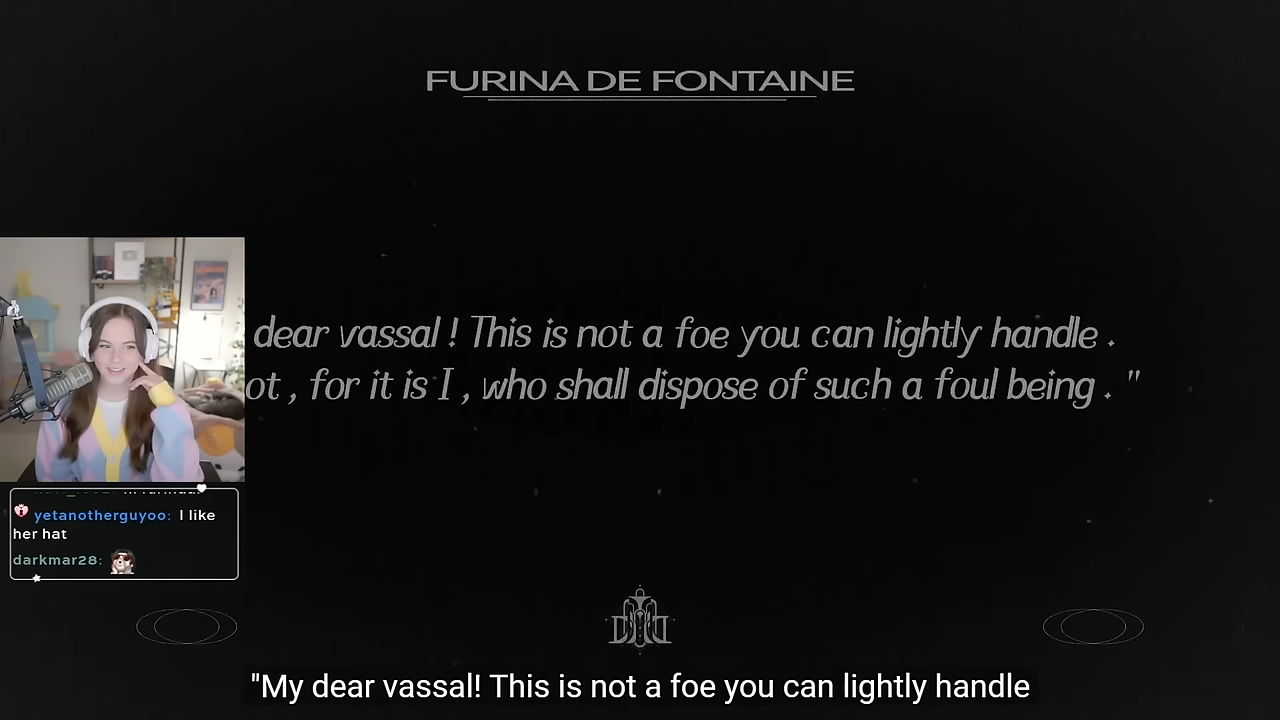 FURINA DE FONTAINE
dear vassal ! This is not a foe you can lightly handle .
ot , for it is I , who shall dispose of such a foul being . "
yetanotherguyoo: I like
her hat
darkmar28:
"My dear vassal! This is not a foe you can lightly handle